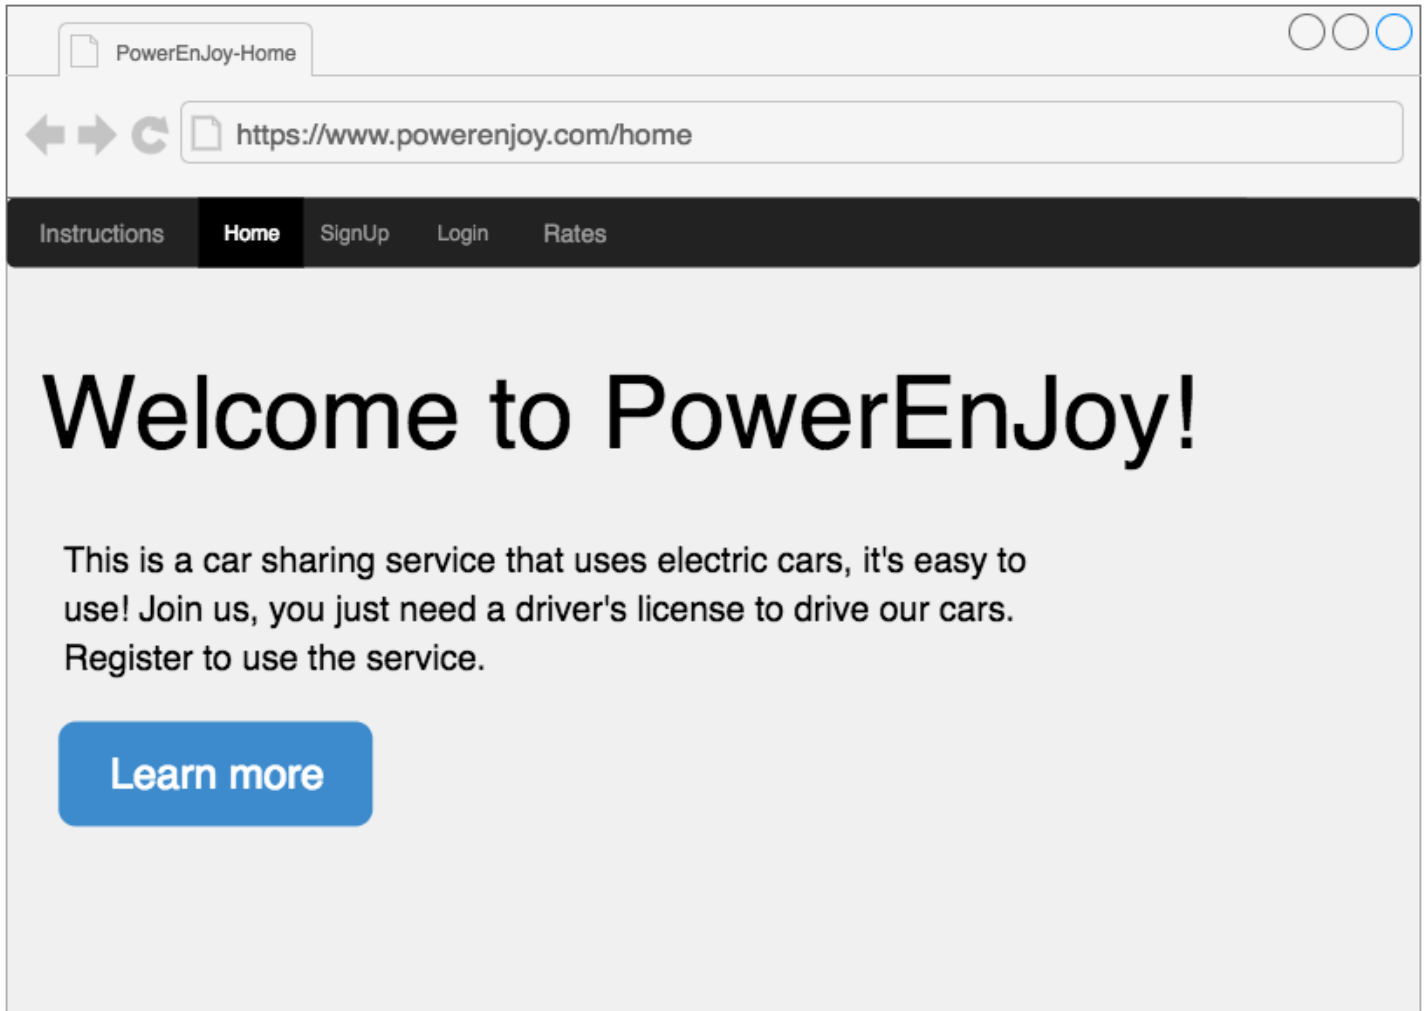 PowerEnJoy-Home
https://www.powerenjoy.com/home
Instructions Home SignUp Login Rates
Welcome to PowerEnJoy!
This is a car sharing service that uses electric cars, it's easy to
use! Join us, you just need a driver's license to drive our cars.
Register to use the service.
Learn more